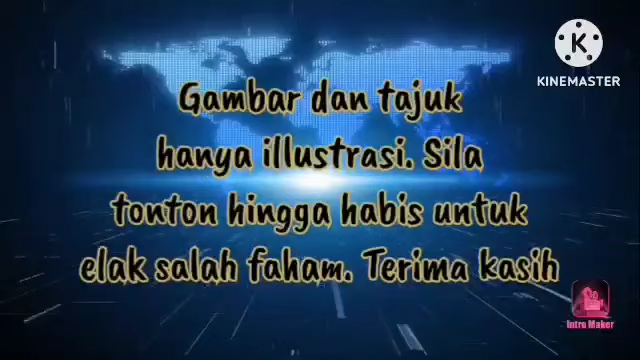 KINEMASTER
Gambar dan tajuk
hanya illustrasi. Sila
tonton hingga habis untuk
elak salah faham. Terima kasih
Intro Maker